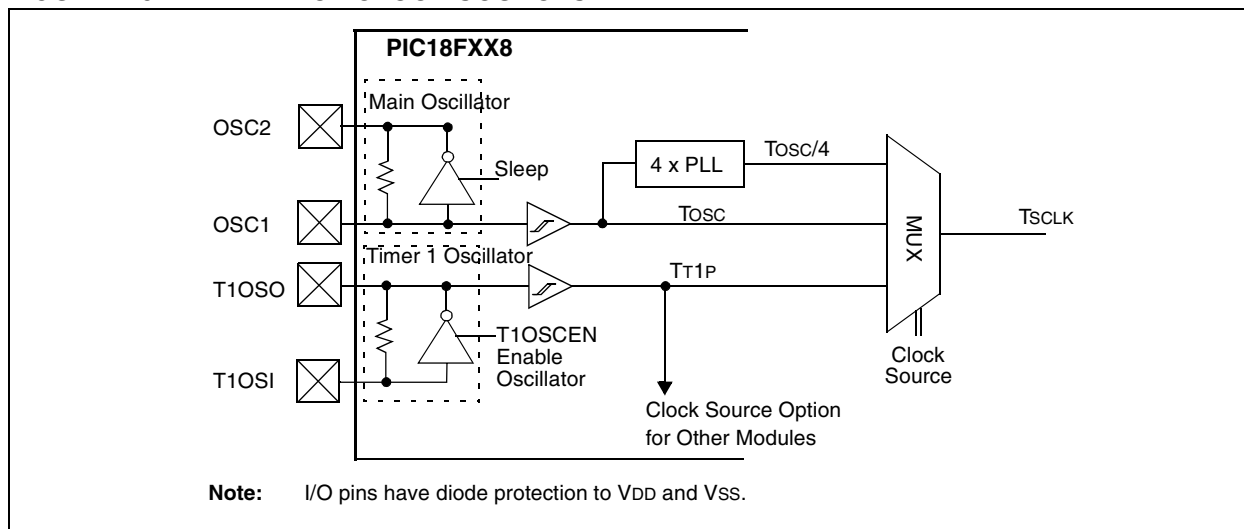 PIC18FXX8
Main Oscillator
OSC2
Sleep
4 x PLL
TOSC/4
OSC1
TOSC
MUX
TSCLK
Timer 1 Oscillator
T1OSO
TT1P
T1OSCEN
Enable
Oscillator
T1OSI
Clock
Source
Clock Source Option
for Other Modules
Note: I/O pins have diode protection to VDD and VSS.